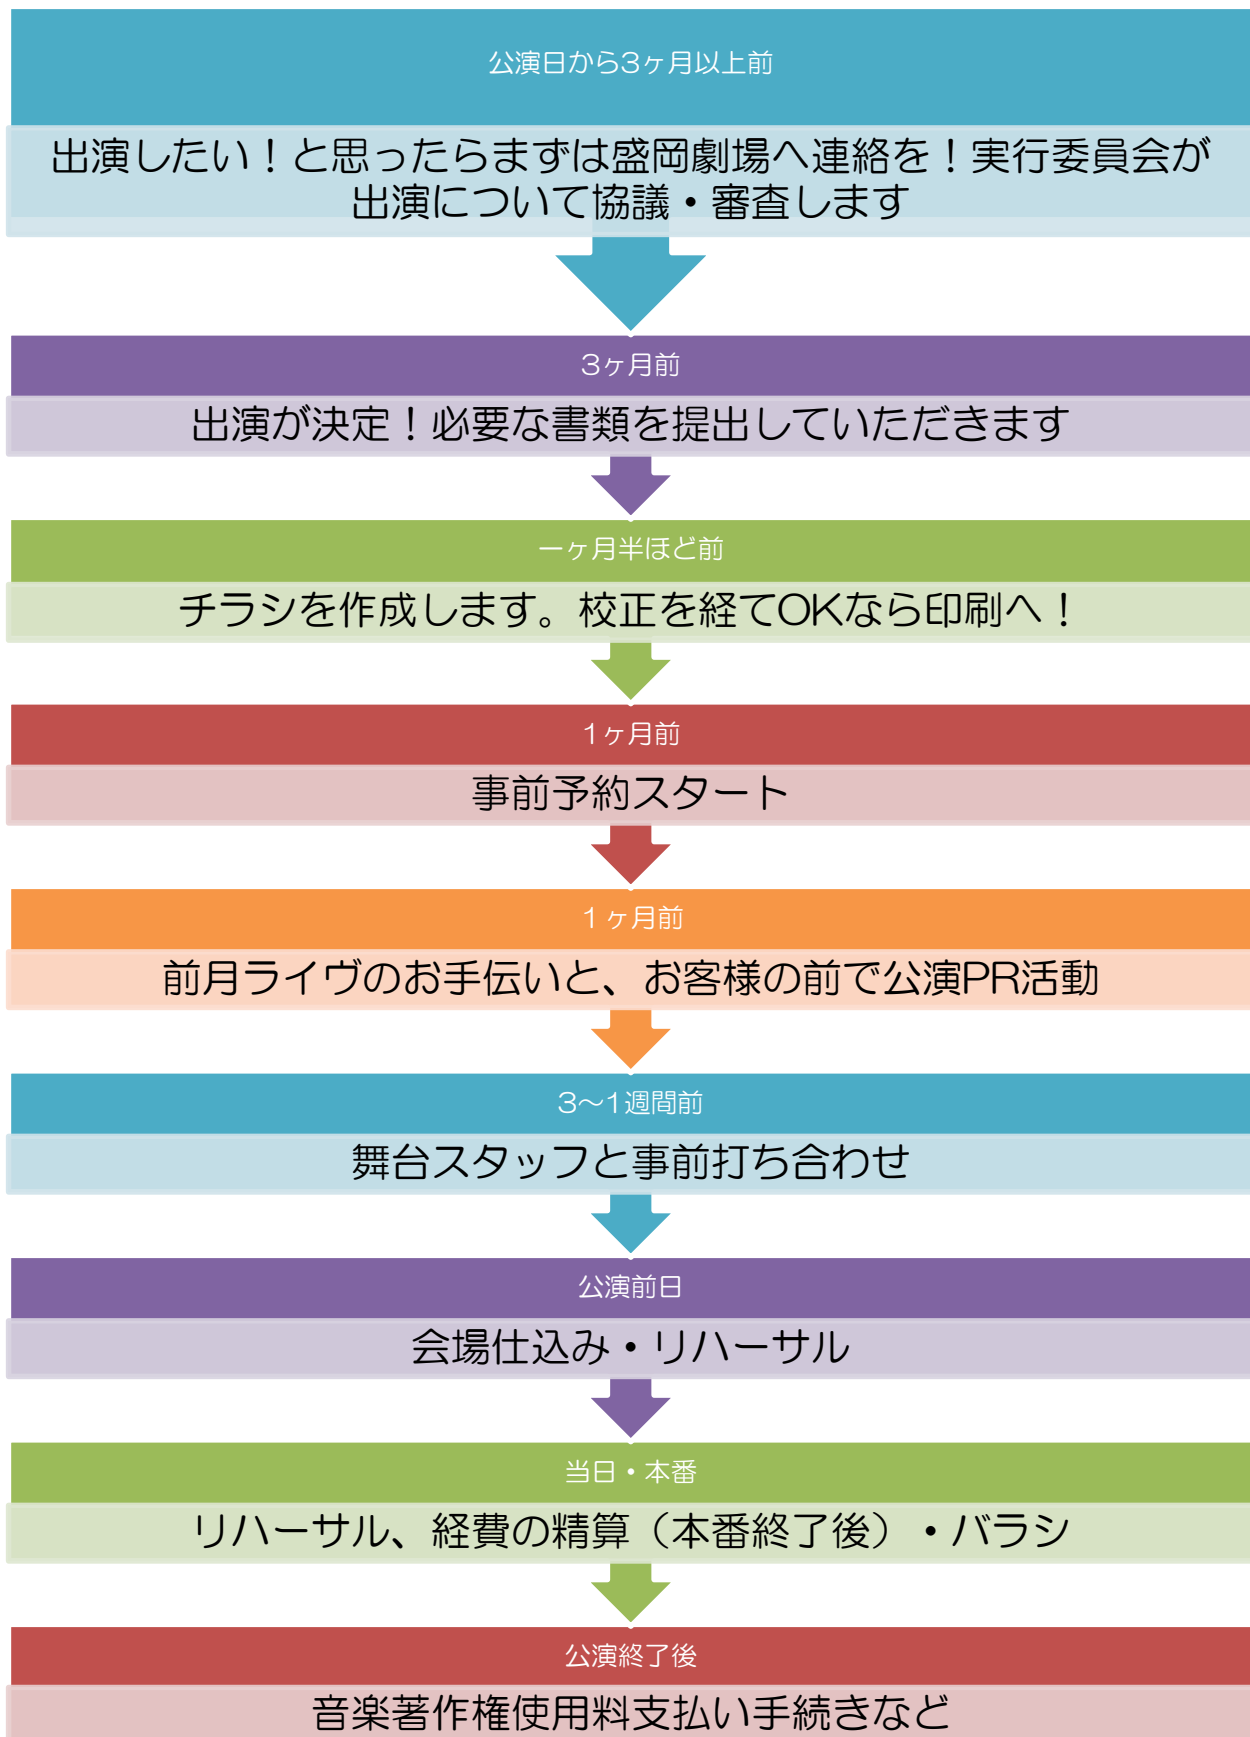 公演日から3ヶ月以上前
出演したい！と思ったらまずは盛岡劇場へ連絡を！実行委員会が
出演について協議・審査します
3ヶ月前
出演が決定！必要な書類を提出していただきます
一ヶ月半ほど前
チラシを作成します。校正を経てOKなら印刷へ！
1ヶ月前
事前予約スタート
1ヶ月前
前月ライヴのお手伝いと、お客様の前で公演PR活動
3～1週間前
舞台スタッフと事前打ち合わせ
公演前日
会場仕込み・リハーサル
当日・本番
リハーサル、経費の精算（本番終了後）・バラシ
公演終了後
音楽著作権使用料支払い手続きなど